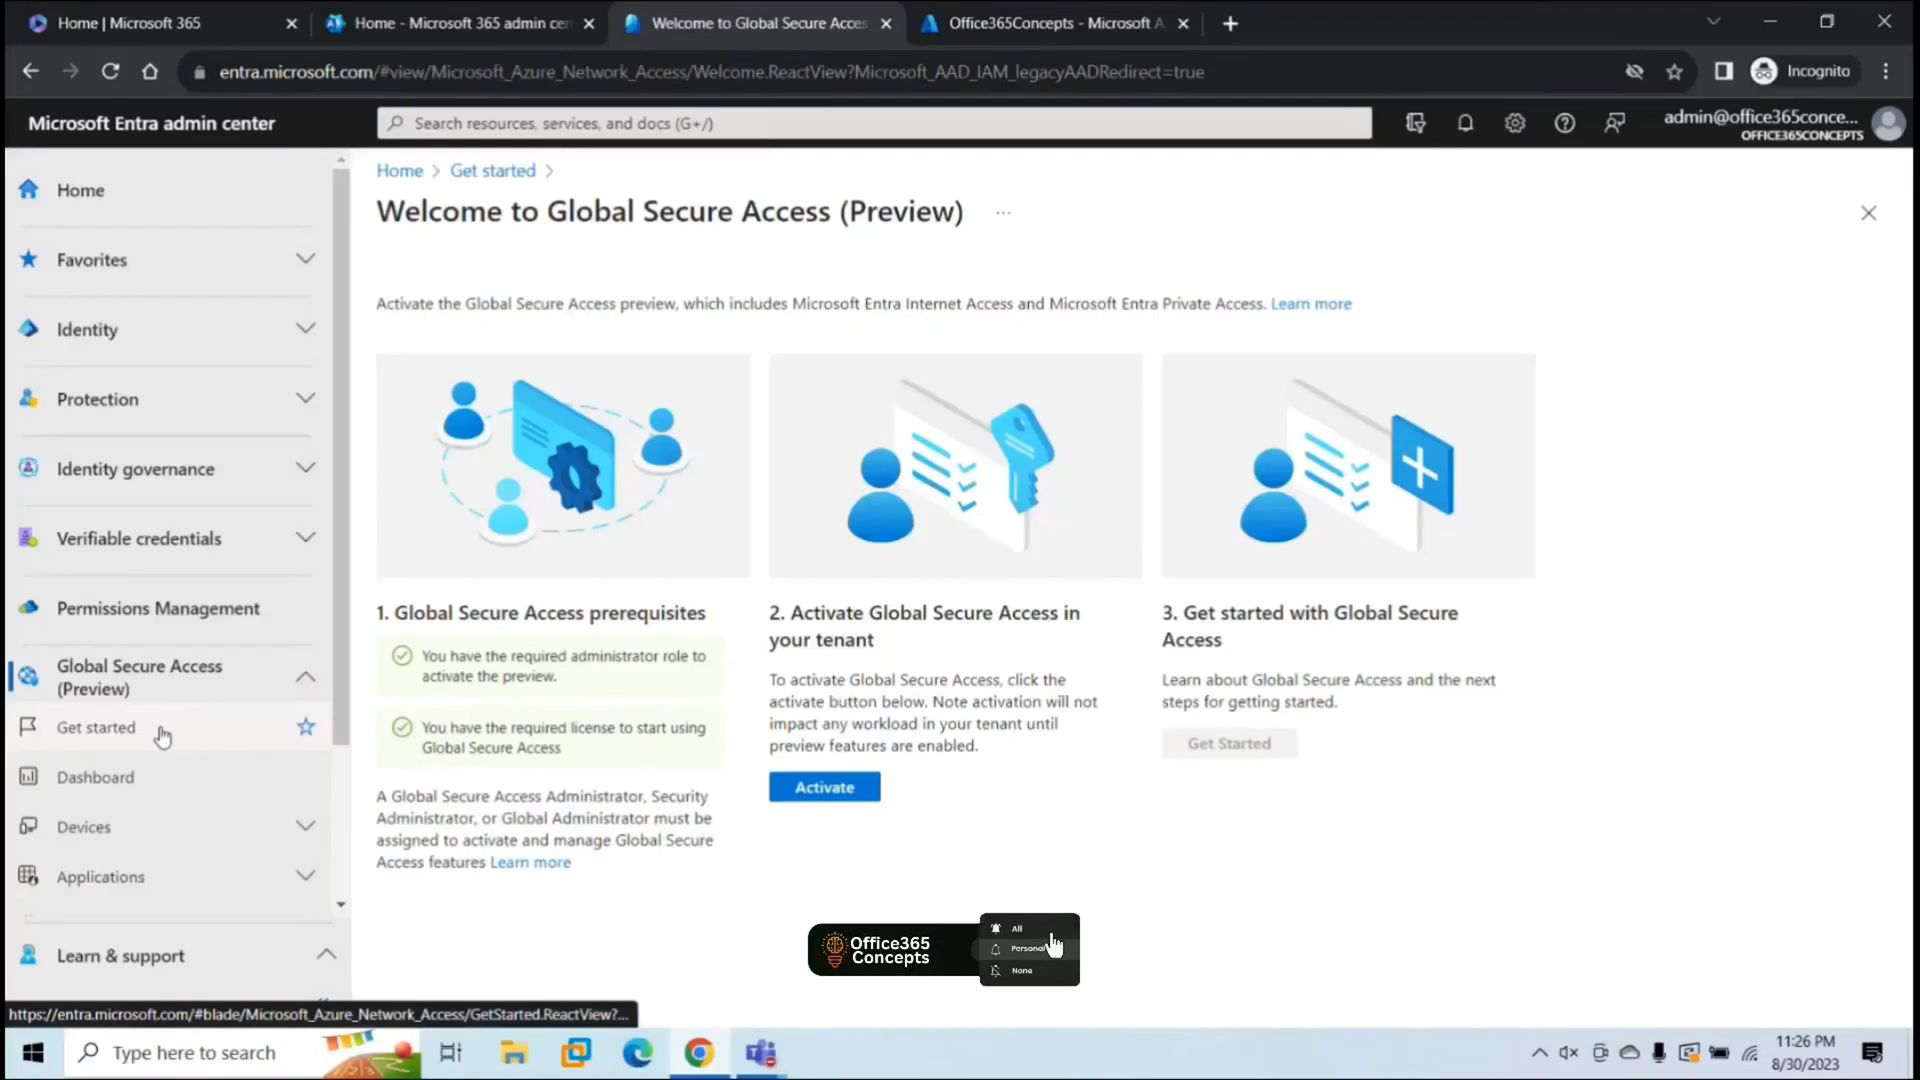 Home | Microsoft 365
Home - Microsoft 365 admin cen
Welcome to Global Secure Acces
Office365Concepts - Microsoft A
entra.microsoft.com/#view/Microsoft_Azure_Network_Access/Welcome.ReactView?Microsoft_AAD_IAM_legacyAADRedirect=true
Incognito
Microsoft Entra admin center
Search resources, services, and docs (G+/)
admin@office365conce...
OFFICE365CONCEPTS
Home
Favorites
Identity
Protection
Identity governance
Verifiable credentials
Permissions Management
Global Secure Access
(Preview)
Get started
Dashboard
Devices
Applications
Learn & support
Home > Get started >
Welcome to Global Secure Access (Preview) ...
Activate the Global Secure Access preview, which includes Microsoft Entra Internet Access and Microsoft Entra Private Access. Learn more
1. Global Secure Access prerequisites
You have the required administrator role to
activate the preview.
You have the required license to start using
Global Secure Access
A Global Secure Access Administrator, Security
Administrator, or Global Administrator must be
assigned to activate and manage Global Secure
Access features Learn more
2. Activate Global Secure Access in
your tenant
To activate Global Secure Access, click the
activate button below. Note activation will not
impact any workload in your tenant until
preview features are enabled.
Activate
3. Get started with Global Secure
Access
Learn about Global Secure Access and the next
steps for getting started.
Get Started
Office365
Concepts
All
Personal
None
https://entra.microsoft.com/#blade/Microsoft_Azure_Network_Access/GetStarted.ReactView?...
Type here to search
11:26 PM
8/30/2023